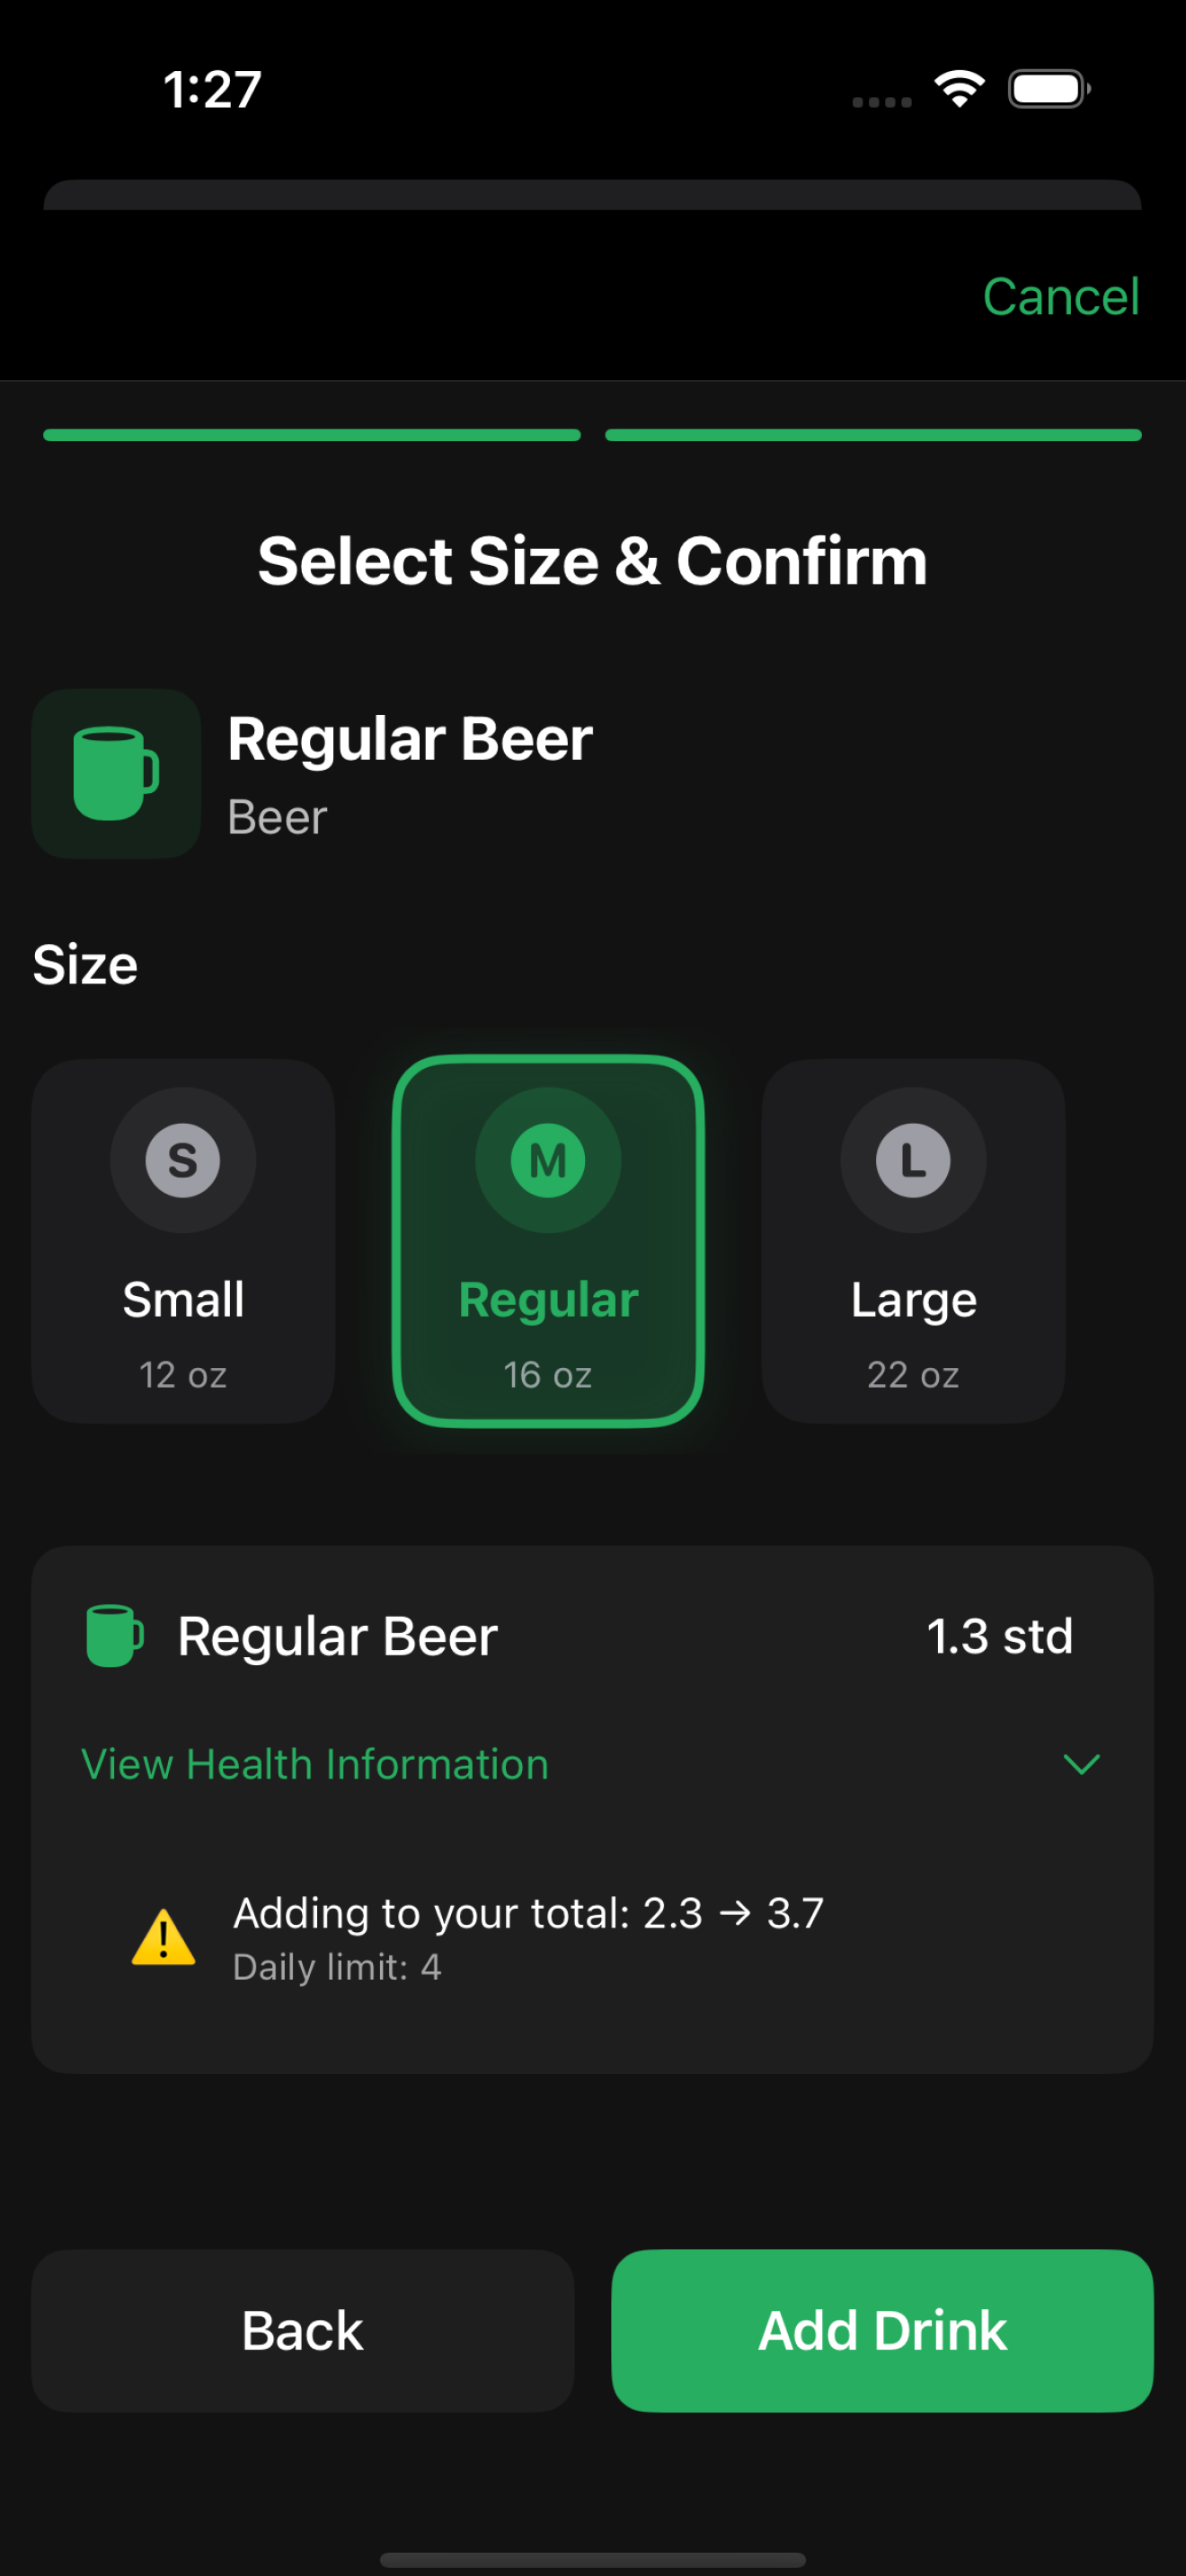 1:27
Cancel
Select Size & Confirm
Regular Beer
Beer
Size
S
M
L
Small
Regular
Large
12 oz
16 oz
22 oz
Regular Beer
1.3 std
View Health Information
Adding to your total: 2.3 → 3.7
Daily limit: 4
Back
Add Drink